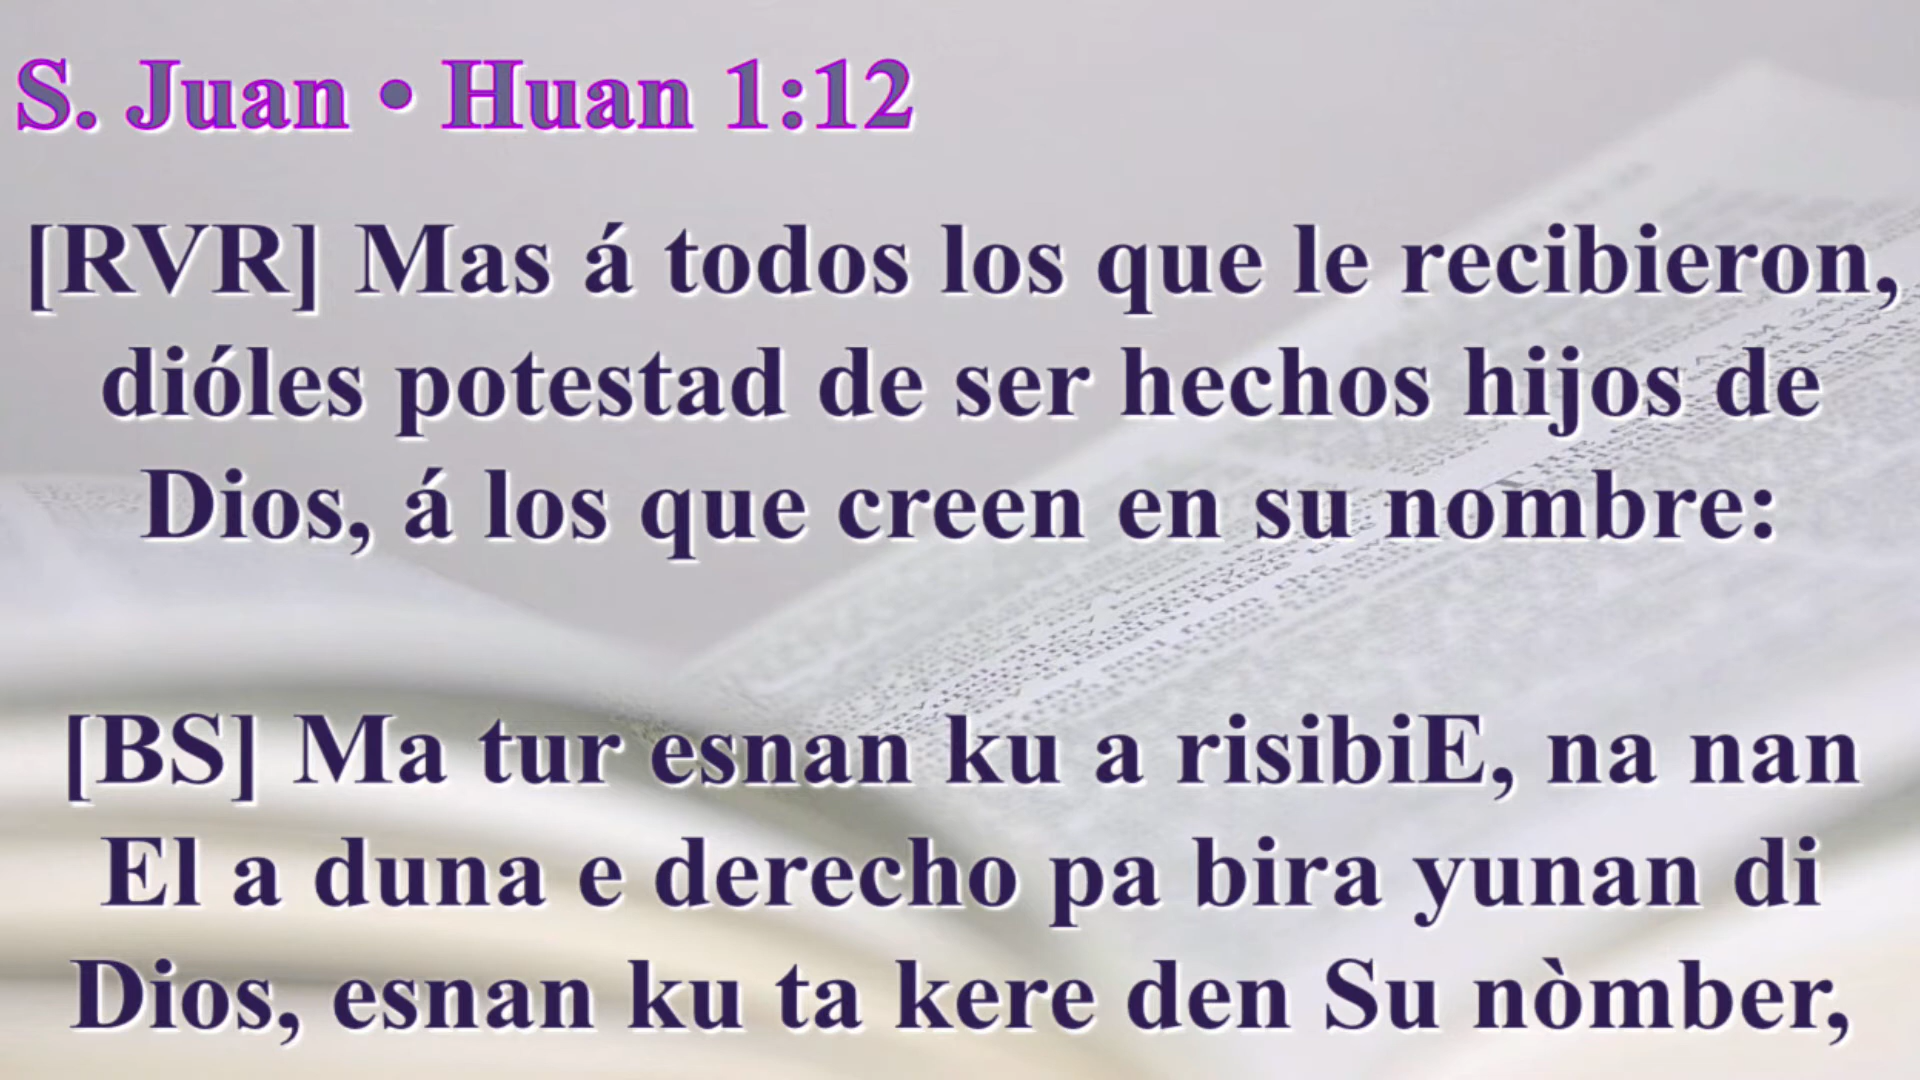 S. Juan • Huan 1:12
[RVR] Mas á todos los que le recibieron,
dióles potestad de ser hechos hijos de
Dios, á los que creen en su nombre:
[BS] Ma tur esnan ku a risibiE, na nan
El a duna e derecho pa bira yunan di
Dios, esnan ku ta kere den Su nòmber,